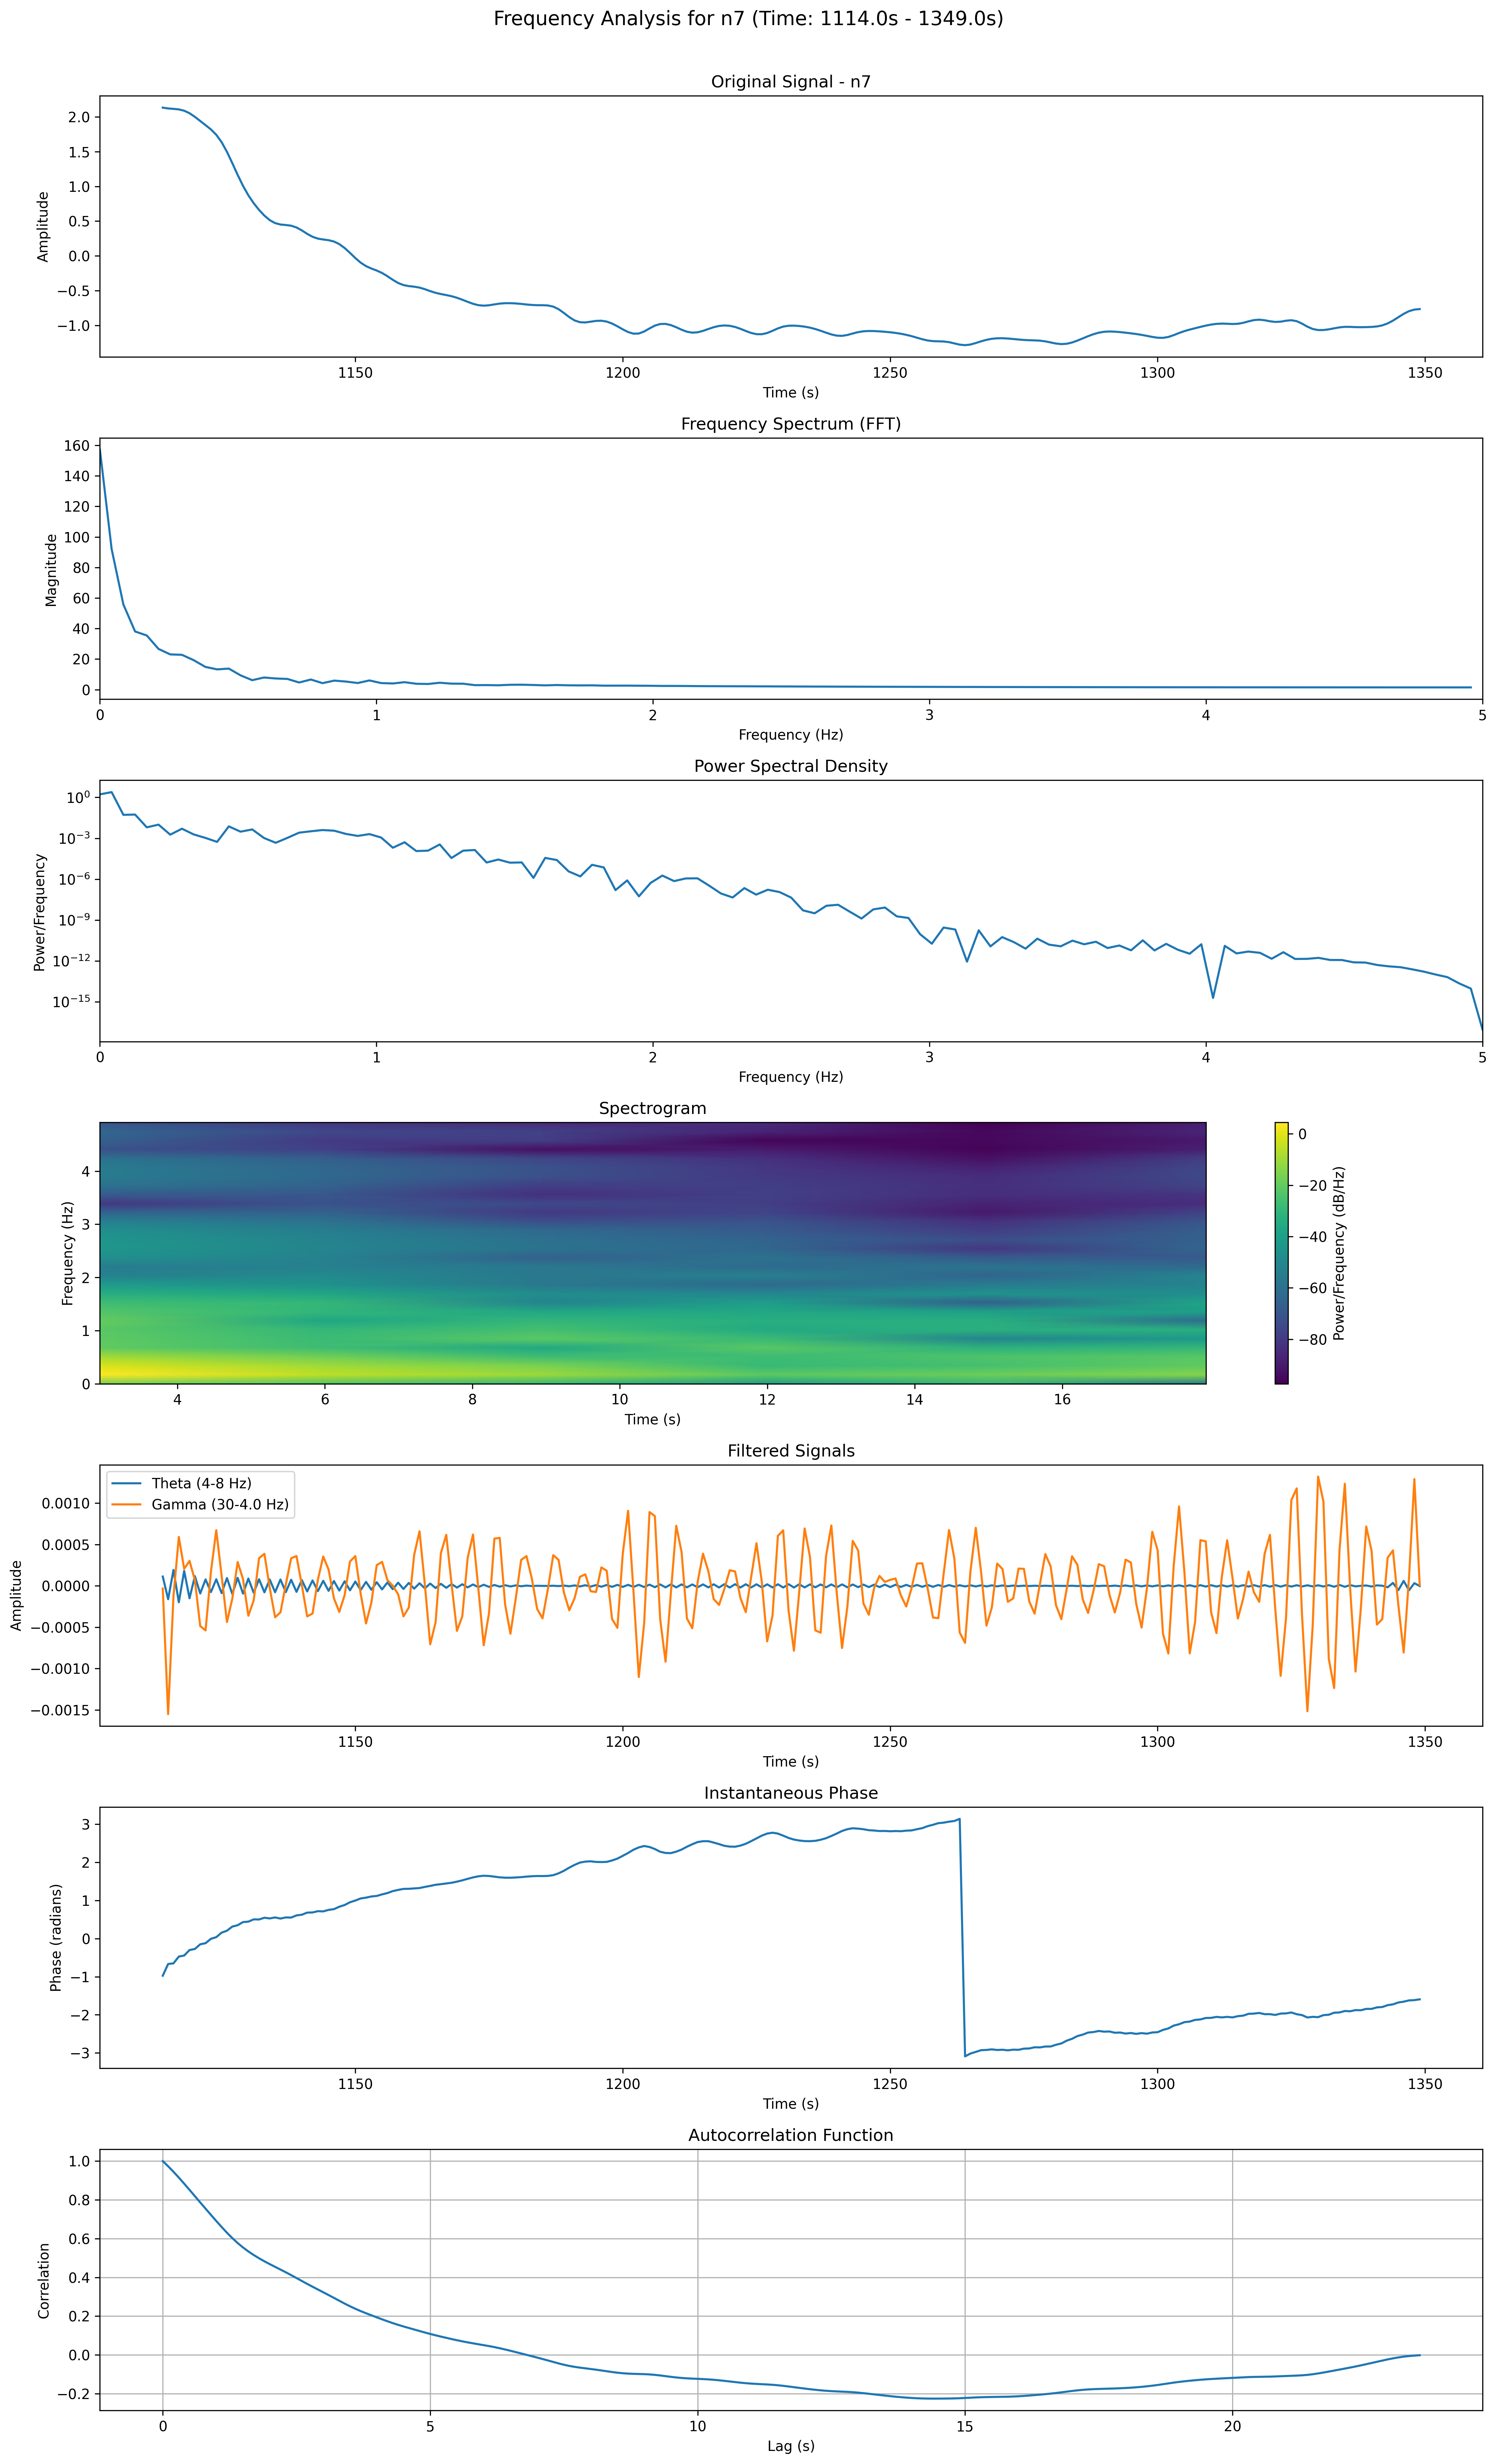 Frequency Analysis for n7 (Time: 1114.0s - 1349.0s)
Original Signal - n7
Amplitude
2.0
1.5
1.0
0.5
0.0
−0.5
−1.0
1150 1200 1250 1300 1350
Time (s)
Frequency Spectrum (FFT)
Magnitude
160
140
120
100
80
60
40
20
0
0 1 2 3 4 5
Frequency (Hz)
Power Spectral Density
Power/Frequency
10⁰
10⁻³
10⁻⁶
10⁻⁹
10⁻¹²
10⁻¹⁵
0 1 2 3 4 5
Frequency (Hz)
Spectrogram
Frequency (Hz)
4
3
2
1
0
4 6 8 10 12 14 16
Time (s)
0
−20
−40
−60
−80
Power/Frequency (dB/Hz)
Filtered Signals
Theta (4-8 Hz)
Gamma (30-4.0 Hz)
Amplitude
0.0010
0.0005
0.0000
−0.0005
−0.0010
−0.0015
1150 1200 1250 1300 1350
Time (s)
Instantaneous Phase
Phase (radians)
3
2
1
0
−1
−2
−3
1150 1200 1250 1300 1350
Time (s)
Autocorrelation Function
Correlation
1.0
0.8
0.6
0.4
0.2
0.0
−0.2
0 5 10 15 20
Lag (s)